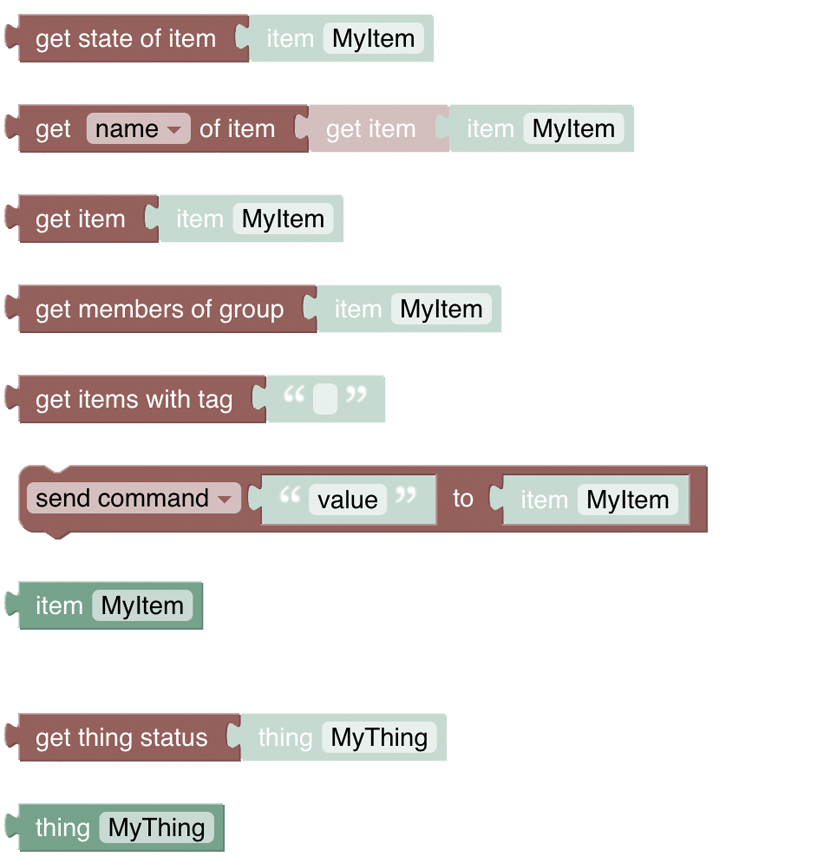 get state of item item MyItem
get name of item get item item MyItem
get item item MyItem
get members of group item MyItem
get items with tag “ ”
send command “ value ” to item MyItem
item MyItem
get thing status thing MyThing
thing MyThing